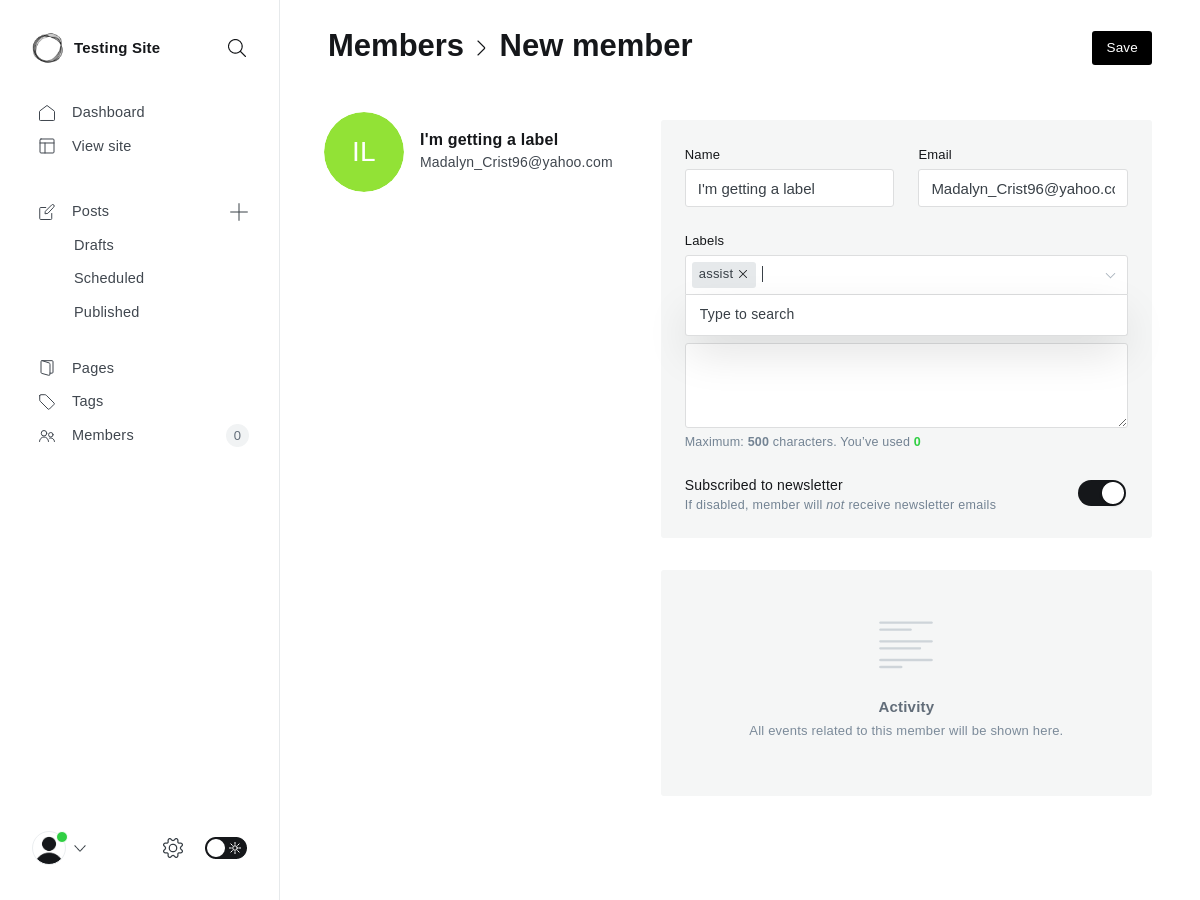 Testing Site
Dashboard
View site
Posts
Drafts
Scheduled
Published
Pages
Tags
Members
0
Members
New member
Save
IL
I'm getting a label
Madalyn_Crist96@yahoo.com
Name
Email
I'm getting a label
Madalyn_Crist96@yahoo.co
Labels
assist
Type to search
Maximum: 500 characters. You’ve used 0
Subscribed to newsletter
If disabled, member will not receive newsletter emails
Activity
All events related to this member will be shown here.